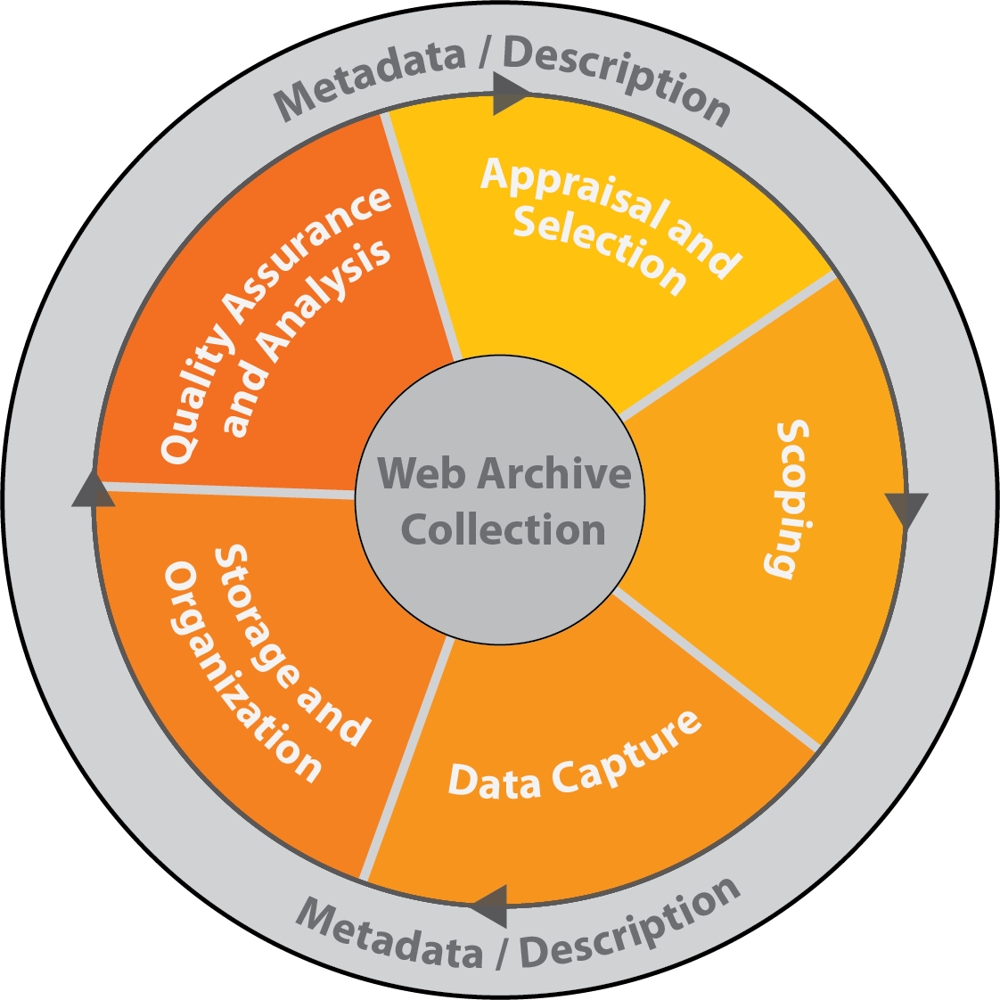 Metadata / Description
Appraisal and
Selection
Scoping
Data Capture
Storage and
Organization
Quality Assurance
and Analysis
Web Archive
Collection
Metadata / Description